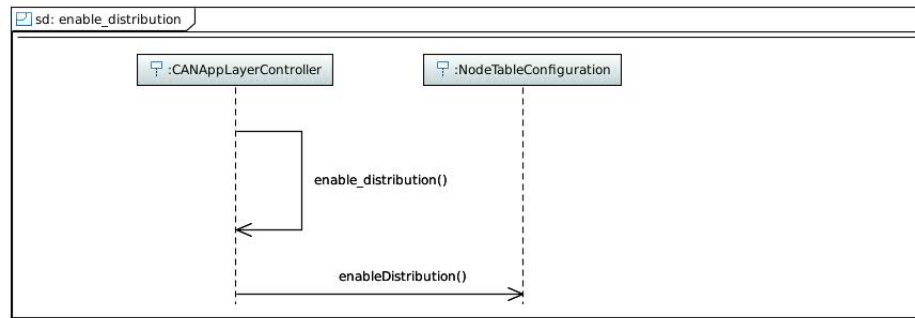 sd: enable_distribution
:CANAppLayerController
:NodeTableConfiguration
enable_distribution()
enableDistribution()